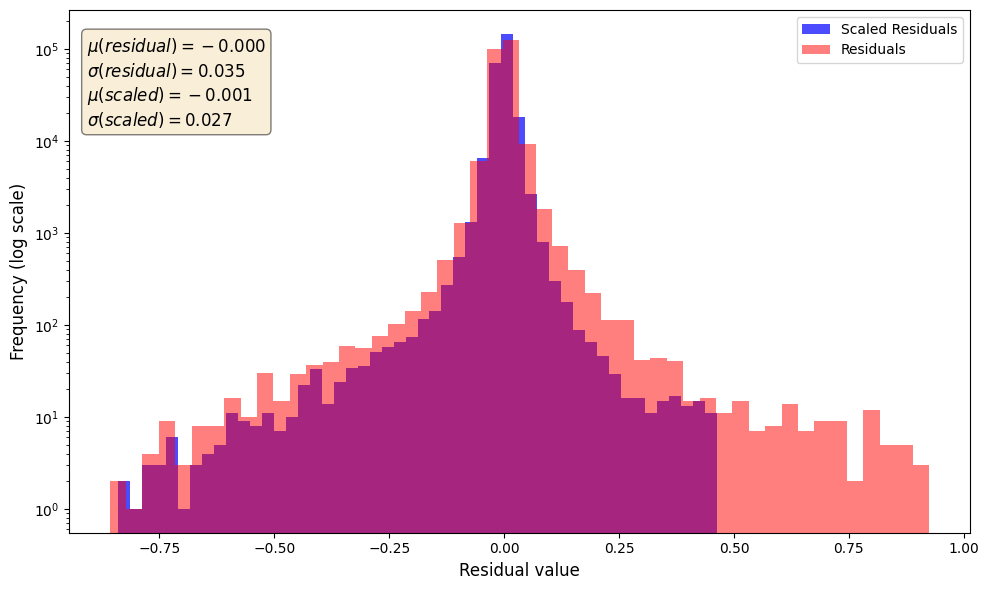 μ(residual) = −0.000
σ(residual) = 0.035
μ(scaled) = −0.001
σ(scaled) = 0.027
Scaled Residuals
Residuals
Frequency (log scale)
10⁵
10⁴
10³
10²
10¹
10⁰
−0.75 −0.50 −0.25 0.00 0.25 0.50 0.75 1.00
Residual value